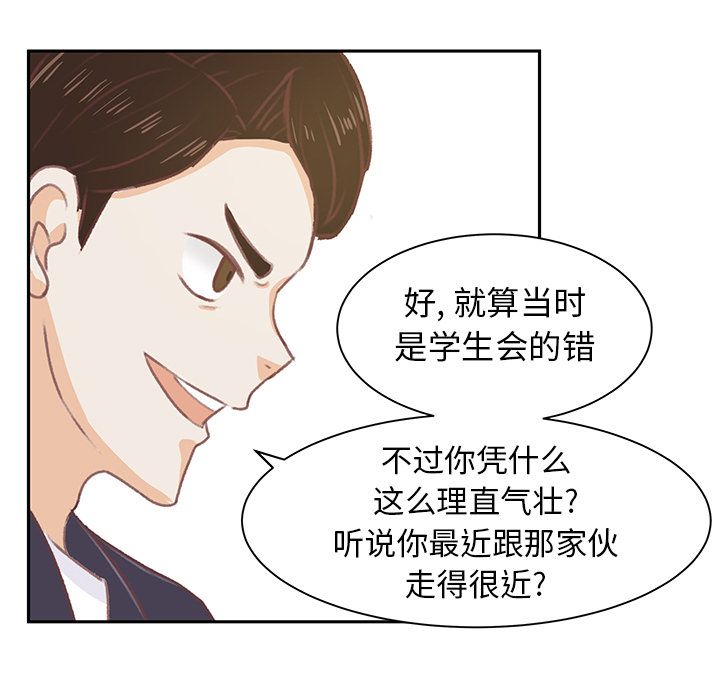 好, 就算当时
是学生会的错
不过你凭什么
这么理直气壮?
听说你最近跟那家伙
走得很近?